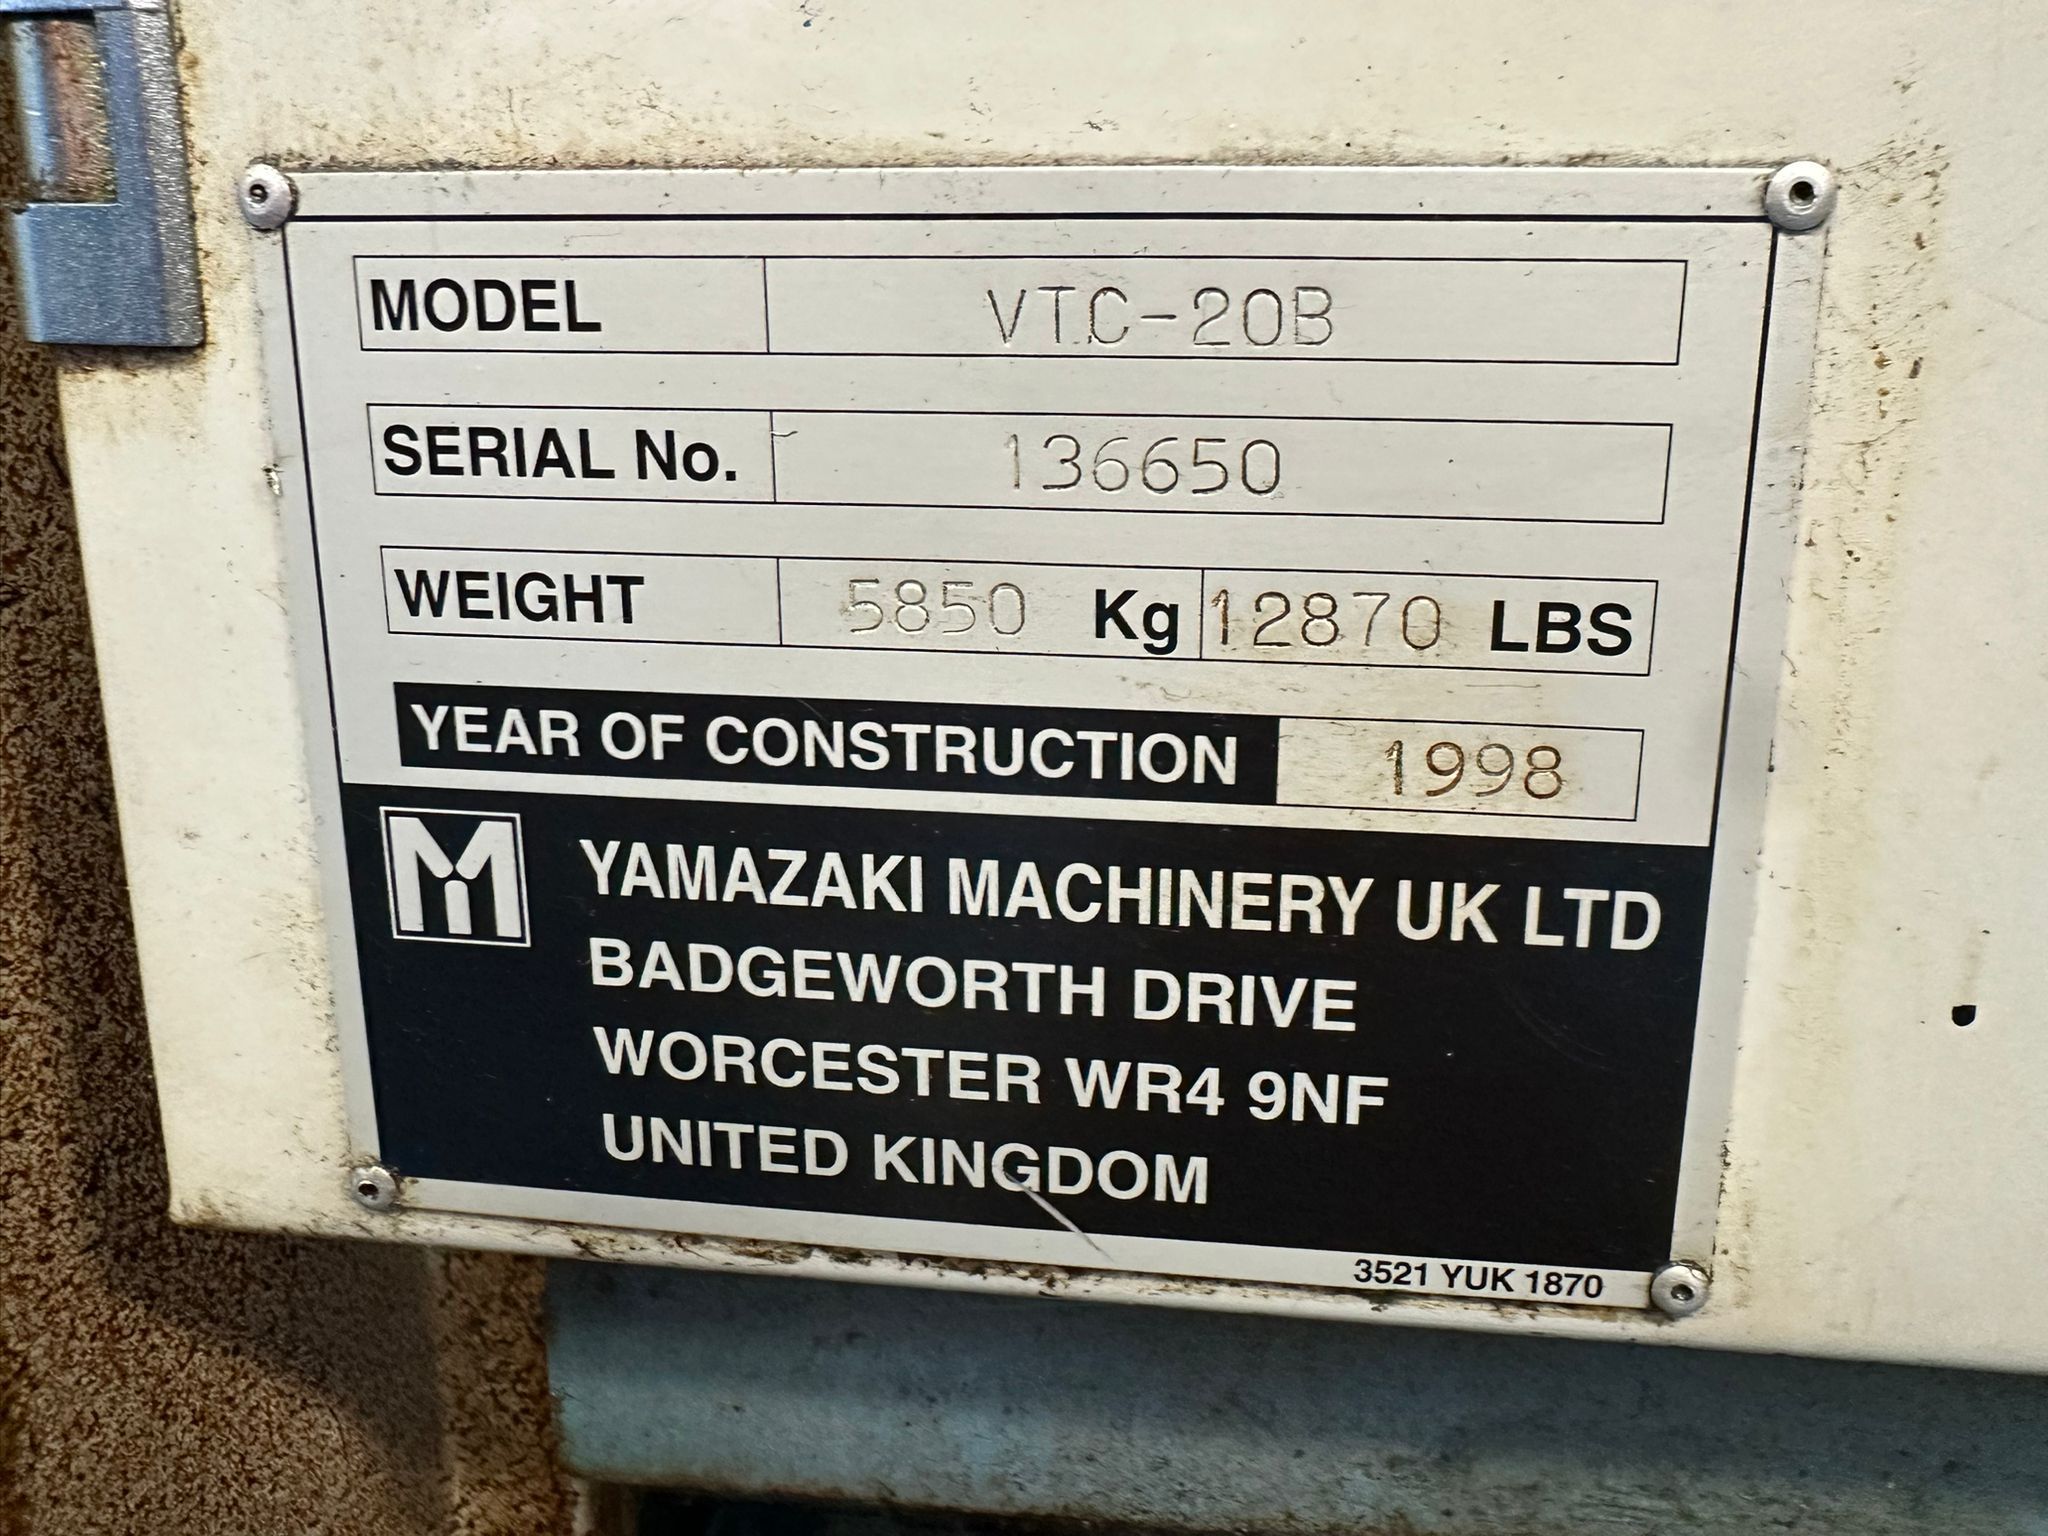 MODEL VTC-20B
SERIAL No. 136650
WEIGHT 5850 Kg 12870 LBS
YEAR OF CONSTRUCTION 1998
M YAMAZAKI MACHINERY UK LTD
BADGEWORTH DRIVE
WORCESTER WR4 9NF
UNITED KINGDOM
3521 YUK 1870